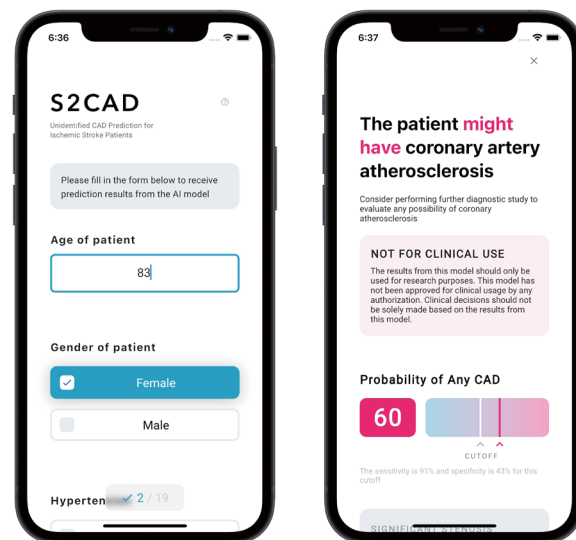 6:36
S2CAD
Unidentified CAD Prediction for
Ischemic Stroke Patients
Please fill in the form below to receive
prediction results from the AI model
Age of patient
83
Gender of patient
Female
Male
2 / 19
6:37
The patient might
have coronary artery
atherosclerosis
Consider performing further diagnostic study to
evaluate any possibility of coronary
atherosclerosis
NOT FOR CLINICAL USE
The results from this model should only be
used for research purposes. This model has
not been approved for clinical usage by any
authorization. Clinical decisions should not
be solely made based on the results from
this model.
Probability of Any CAD
60
CUTOFF
The sensitivity is 91% and specificity is 43% for this
cutoff
SIGNIFICANT STENOSIS